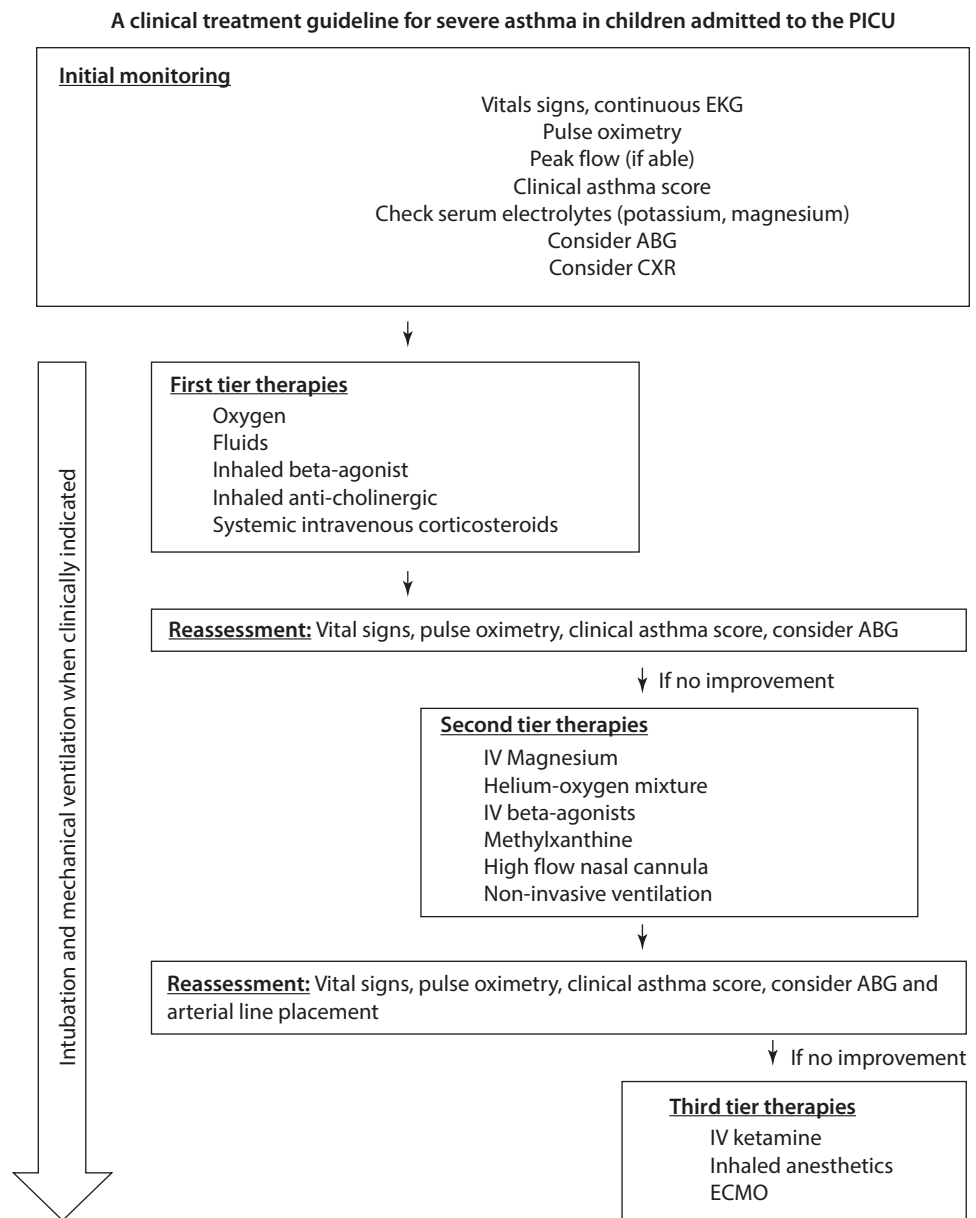 A clinical treatment guideline for severe asthma in children admitted to the PICU
Initial monitoring
Vitals signs, continuous EKG
Pulse oximetry
Peak flow (if able)
Clinical asthma score
Check serum electrolytes (potassium, magnesium)
Consider ABG
Consider CXR
Intubation and mechanical ventilation when clinically indicated
First tier therapies
Oxygen
Fluids
Inhaled beta-agonist
Inhaled anti-cholinergic
Systemic intravenous corticosteroids
Reassessment: Vital signs, pulse oximetry, clinical asthma score, consider ABG
If no improvement
Second tier therapies
IV Magnesium
Helium-oxygen mixture
IV beta-agonists
Methylxanthine
High flow nasal cannula
Non-invasive ventilation
Reassessment: Vital signs, pulse oximetry, clinical asthma score, consider ABG and
arterial line placement
If no improvement
Third tier therapies
IV ketamine
Inhaled anesthetics
ECMO